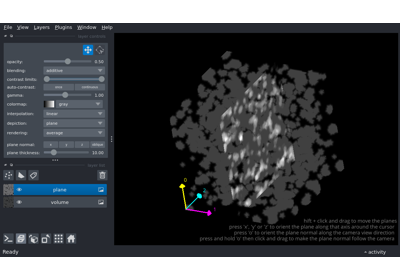 File View Layers Plugins Window Help
layer controls
opacity: 0.50
blending: additive
contrast limits:
auto-contrast: once continuous
gamma: 1.00
colormap: gray
interpolation: linear
depiction: plane
rendering: average
plane normal: x y z oblique
plane thickness: 10.00
layer list
plane
volume
0
hift + click and drag to move the planes
press 'x', 'y' or 'z' to orient the plane along that axis around the cursor
press 'o' to orient the plane normal along the camera view direction
press and hold 'o' then click and drag to make the plane normal follow the camera
Ready
activity